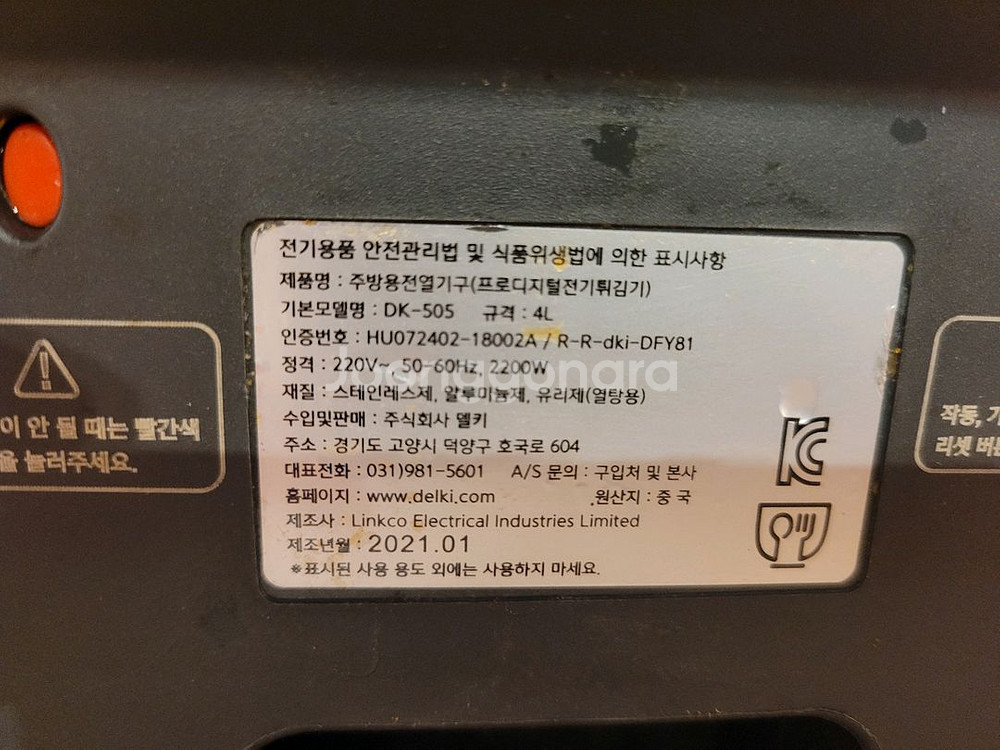 전기용품 안전관리법 및 식품위생법에 의한 표시사항
제품명 : 주방용전열기구(프로디지털전기튀김기)
기본모델명 : DK-505 규격 : 4L
인증번호 : HU072402-18002A / R-R-dki-DFY81
정격 : 220V~, 50-60Hz, 2200W
재질 : 스테인레스제, 알루미늄제, 유리제(열탕용)
수입및판매 : 주식회사 델키
주소 : 경기도 고양시 덕양구 호국로 604
대표전화 : 031)981-5601 A/S 문의 : 구입처 및 본사
홈페이지 : www.delki.com 원산지 : 중 국
제조사 : Linkco Electrical Industries Limited
제조년월 : 2021.01
※표시된 사용 용도 외에는 사용하지 마세요.
이 안 될 때는 빨간색
을 눌러주세요.
작동,
리셋 버
KC
Joonggonara